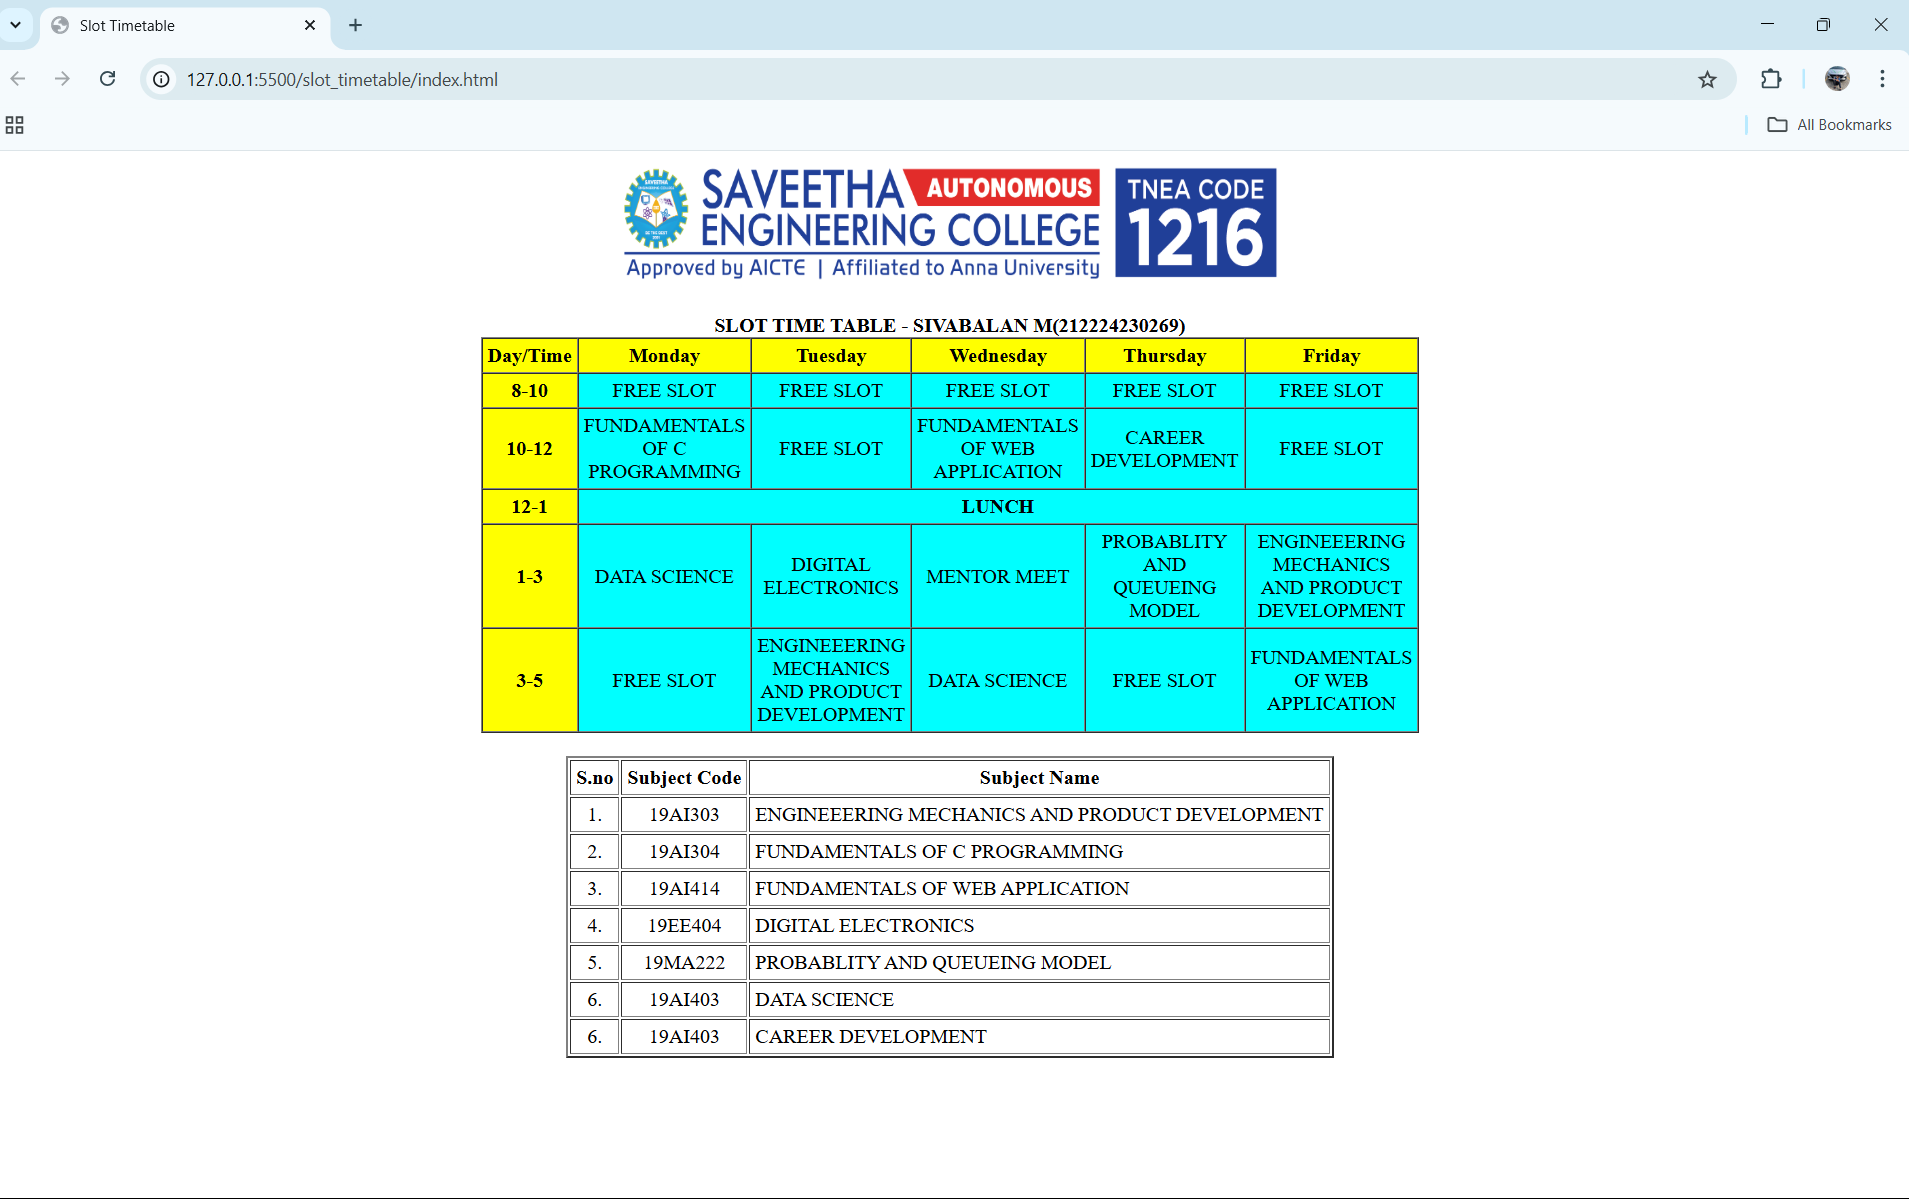 Slot Timetable
127.0.0.1:5500/slot_timetable/index.html
All Bookmarks
SAVEETHA AUTONOMOUS
ENGINEERING COLLEGE
Approved by AICTE | Affiliated to Anna University
TNEA CODE
1216
SLOT TIME TABLE - SIVABALAN M(212224230269)
Day/Time Monday Tuesday Wednesday Thursday Friday
8-10 FREE SLOT FREE SLOT FREE SLOT FREE SLOT FREE SLOT
10-12
FUNDAMENTALS
OF C
PROGRAMMING
FREE SLOT
FUNDAMENTALS
OF WEB
APPLICATION
CAREER
DEVELOPMENT
FREE SLOT
12-1 LUNCH
1-3
DATA SCIENCE
DIGITAL
ELECTRONICS
MENTOR MEET
PROBABLITY
AND
QUEUEING
MODEL
ENGINEEERING
MECHANICS
AND PRODUCT
DEVELOPMENT
3-5
FREE SLOT
ENGINEEERING
MECHANICS
AND PRODUCT
DEVELOPMENT
DATA SCIENCE
FREE SLOT
FUNDAMENTALS
OF WEB
APPLICATION
S.no Subject Code Subject Name
1. 19AI303 ENGINEEERING MECHANICS AND PRODUCT DEVELOPMENT
2. 19AI304 FUNDAMENTALS OF C PROGRAMMING
3. 19AI414 FUNDAMENTALS OF WEB APPLICATION
4. 19EE404 DIGITAL ELECTRONICS
5. 19MA222 PROBABLITY AND QUEUEING MODEL
6. 19AI403 DATA SCIENCE
6. 19AI403 CAREER DEVELOPMENT